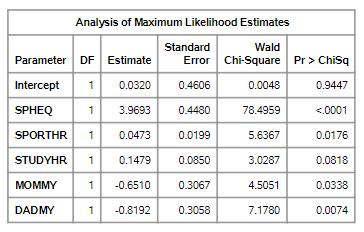 Analysis of Maximum Likelihood Estimates
Parameter DF Estimate Standard Error Wald Chi-Square Pr > ChiSq
Intercept 1 0.0320 0.4606 0.0048 0.9447
SPHEQ 1 3.9693 0.4480 78.4959 <.0001
SPORTHR 1 0.0473 0.0199 5.6367 0.0176
STUDYHR 1 0.1479 0.0850 3.0287 0.0818
MOMMY 1 -0.6510 0.3067 4.5051 0.0338
DADMY 1 -0.8192 0.3058 7.1780 0.0074